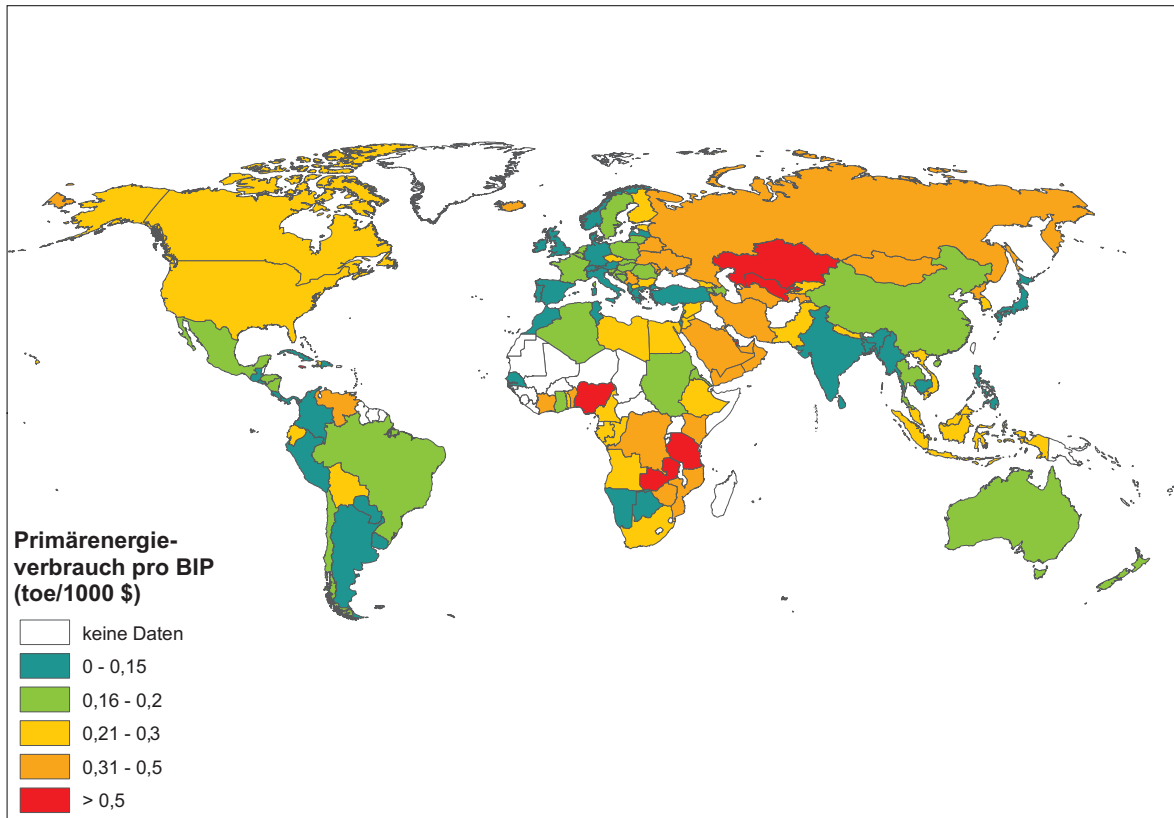 Primärenergie-
verbrauch pro BIP
(toe/1000 $)
keine Daten
0 - 0,15
0,16 - 0,2
0,21 - 0,3
0,31 - 0,5
> 0,5